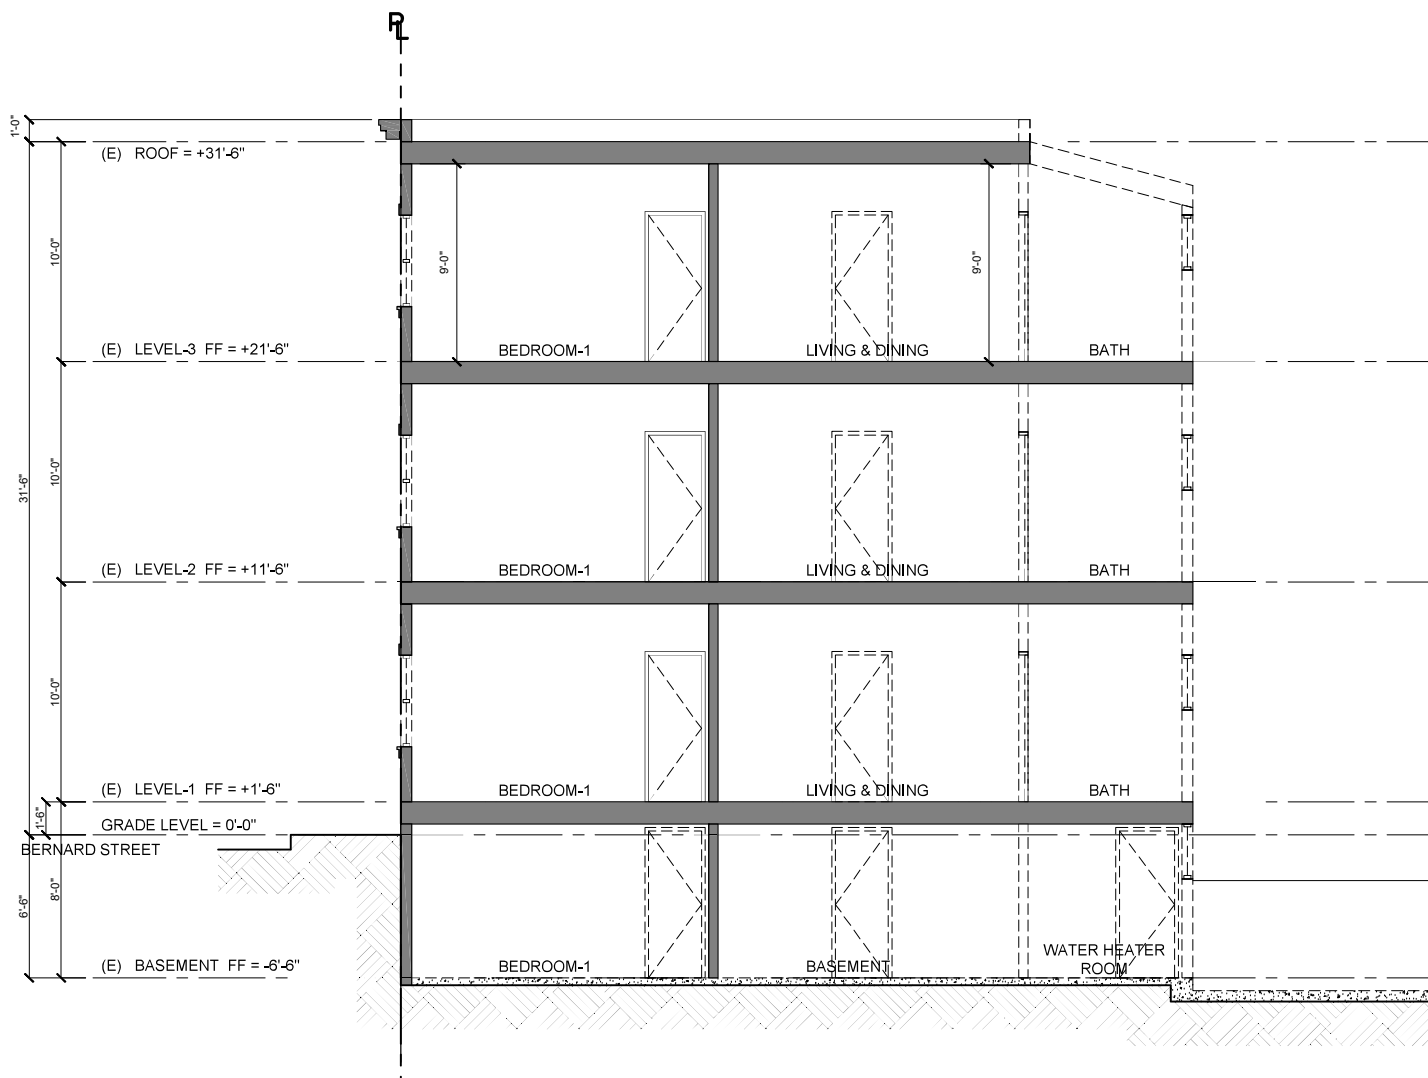 PL
1'-0"
(E) ROOF = +31'-6"
10'-0"
9'-0"
9'-0"
(E) LEVEL-3 FF = +21'-6"
BEDROOM-1
LIVING & DINING
BATH
31'-6"
10'-0"
(E) LEVEL-2 FF = +11'-6"
BEDROOM-1
LIVING & DINING
BATH
10'-0"
(E) LEVEL-1 FF = +1'-6"
BEDROOM-1
LIVING & DINING
BATH
1'-6"
GRADE LEVEL = 0'-0"
BERNARD STREET
6'-6"
8'-0"
(E) BASEMENT FF = -6'-6"
BEDROOM-1
BASEMENT
WATER HEATER
ROOM